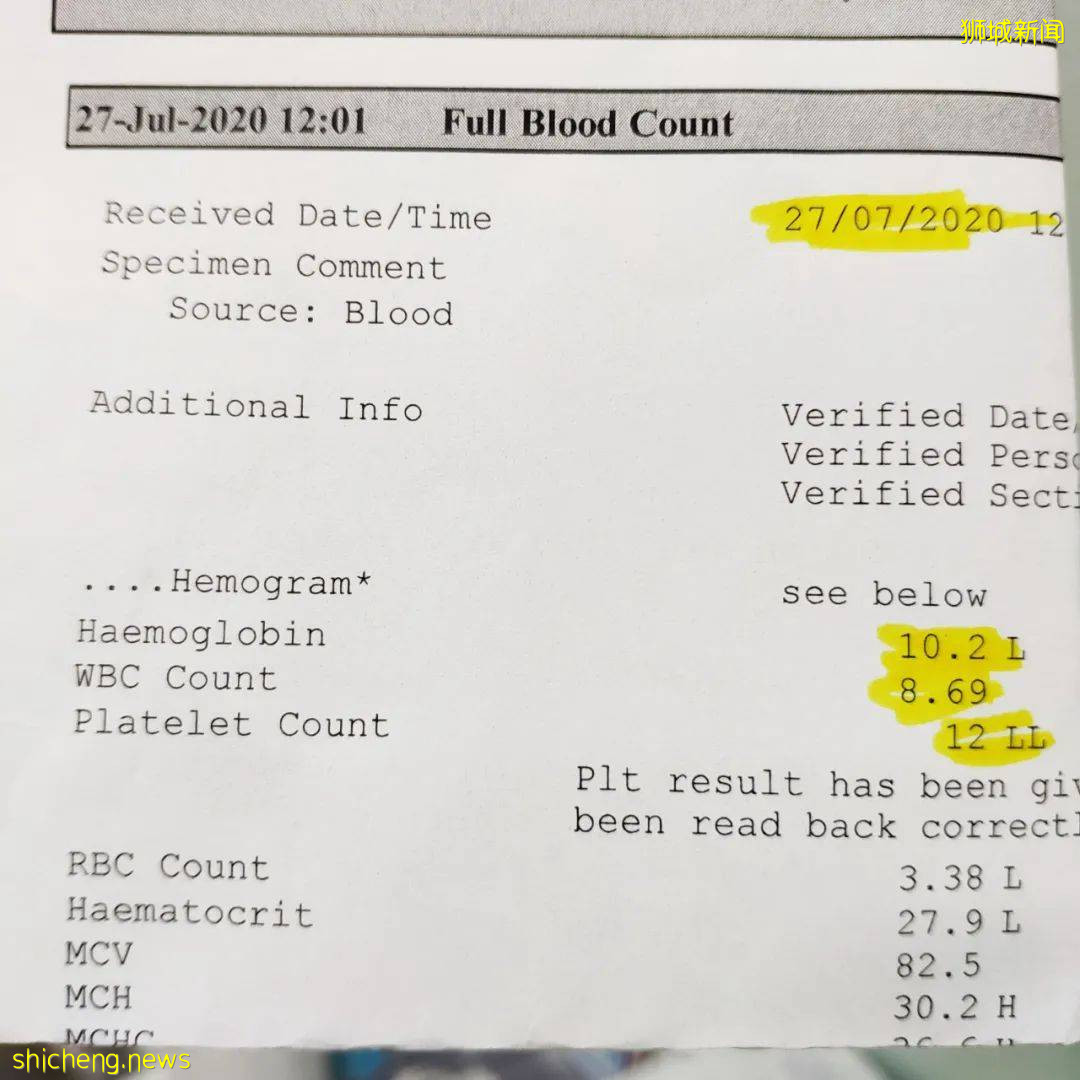 狮城新闻
27-Jul-2020 12:01 Full Blood Count
Received Date/Time 27/07/2020 12
Specimen Comment
Source: Blood
Additional Info Verified Date/
Verified
Verified
....Hemogram* see below
Haemoglobin 10.2 L
WBC Count 8.69
Platelet Count 12 LL
Plt result has been
been read back
RBC Count 3.38 L
Haematocrit 27.9 L
MCV 82.5
MCH 30.2 H
MCHC
shicheng.news